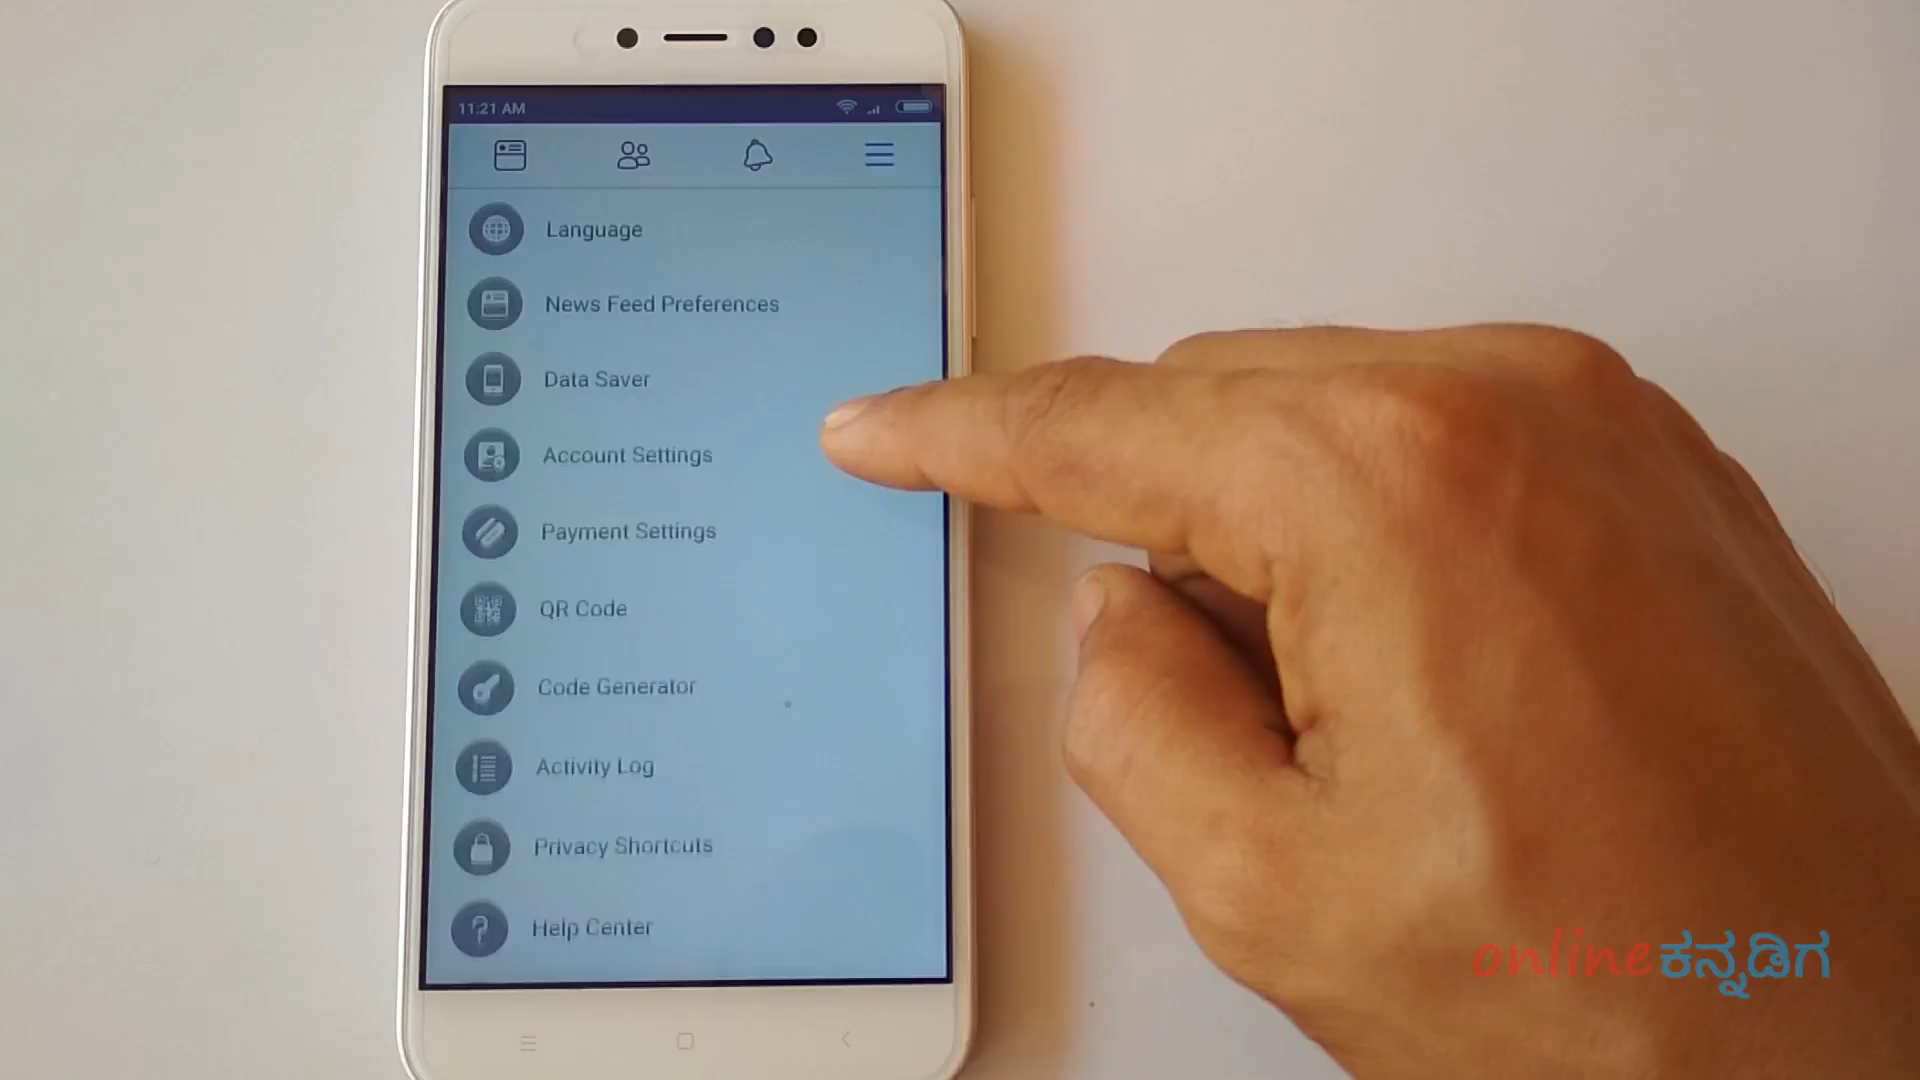 11:21 AM
Language
News Feed Preferences
Data Saver
Account Settings
Payment Settings
QR Code
Code Generator
Activity Log
Privacy Shortcuts
Help Center
onlineಕನ್ನಡಿಗ